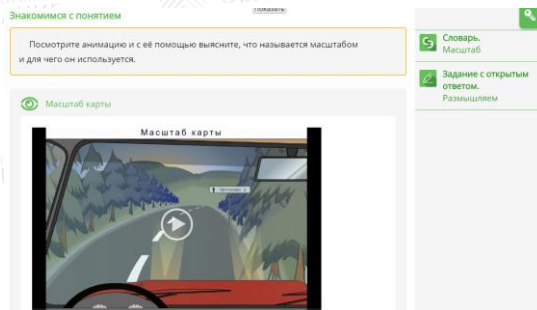 Показать
Знакомимся с понятием
Посмотрите анимацию и с её помощью выясните, что называется масштабом
и для чего он используется.
Масштаб карты
Масштаб карты
Словарь.
Масштаб
Задание с открытым
ответом.
Размышляем